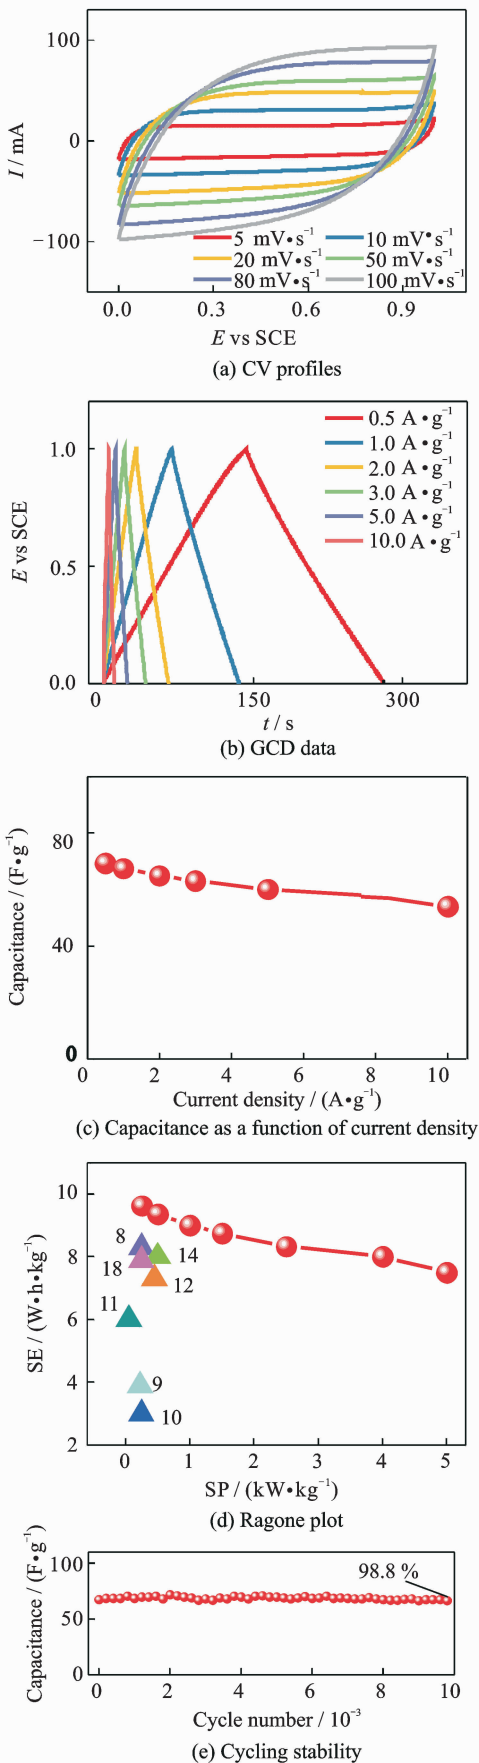 100
0
−100
I / mA
5 mV•s⁻¹ 10 mV•s⁻¹
20 mV•s⁻¹ 50 mV•s⁻¹
80 mV•s⁻¹ 100 mV•s⁻¹
0.0 0.3 0.6 0.9
E vs SCE
(a) CV profiles
1.0
0.5
0.0
E vs SCE
0.5 A•g⁻¹
1.0 A•g⁻¹
2.0 A•g⁻¹
3.0 A•g⁻¹
5.0 A•g⁻¹
10.0 A•g⁻¹
0 150 300
t / s
(b) GCD data
80
40
0
Capacitance / (F•g⁻¹)
0 2 4 6 8 10
Current density / (A•g⁻¹)
(c) Capacitance as a function of current density
10
8
6
4
2
SE / (W•h•kg⁻¹)
8
14
18
12
11
9
10
0 1 2 3 4 5
SP / (kW•kg⁻¹)
(d) Ragone plot
100
50
0
Capacitance / (F•g⁻¹)
98.8 %
0 2 4 6 8 10
Cycle number / 10⁻³
(e) Cycling stability